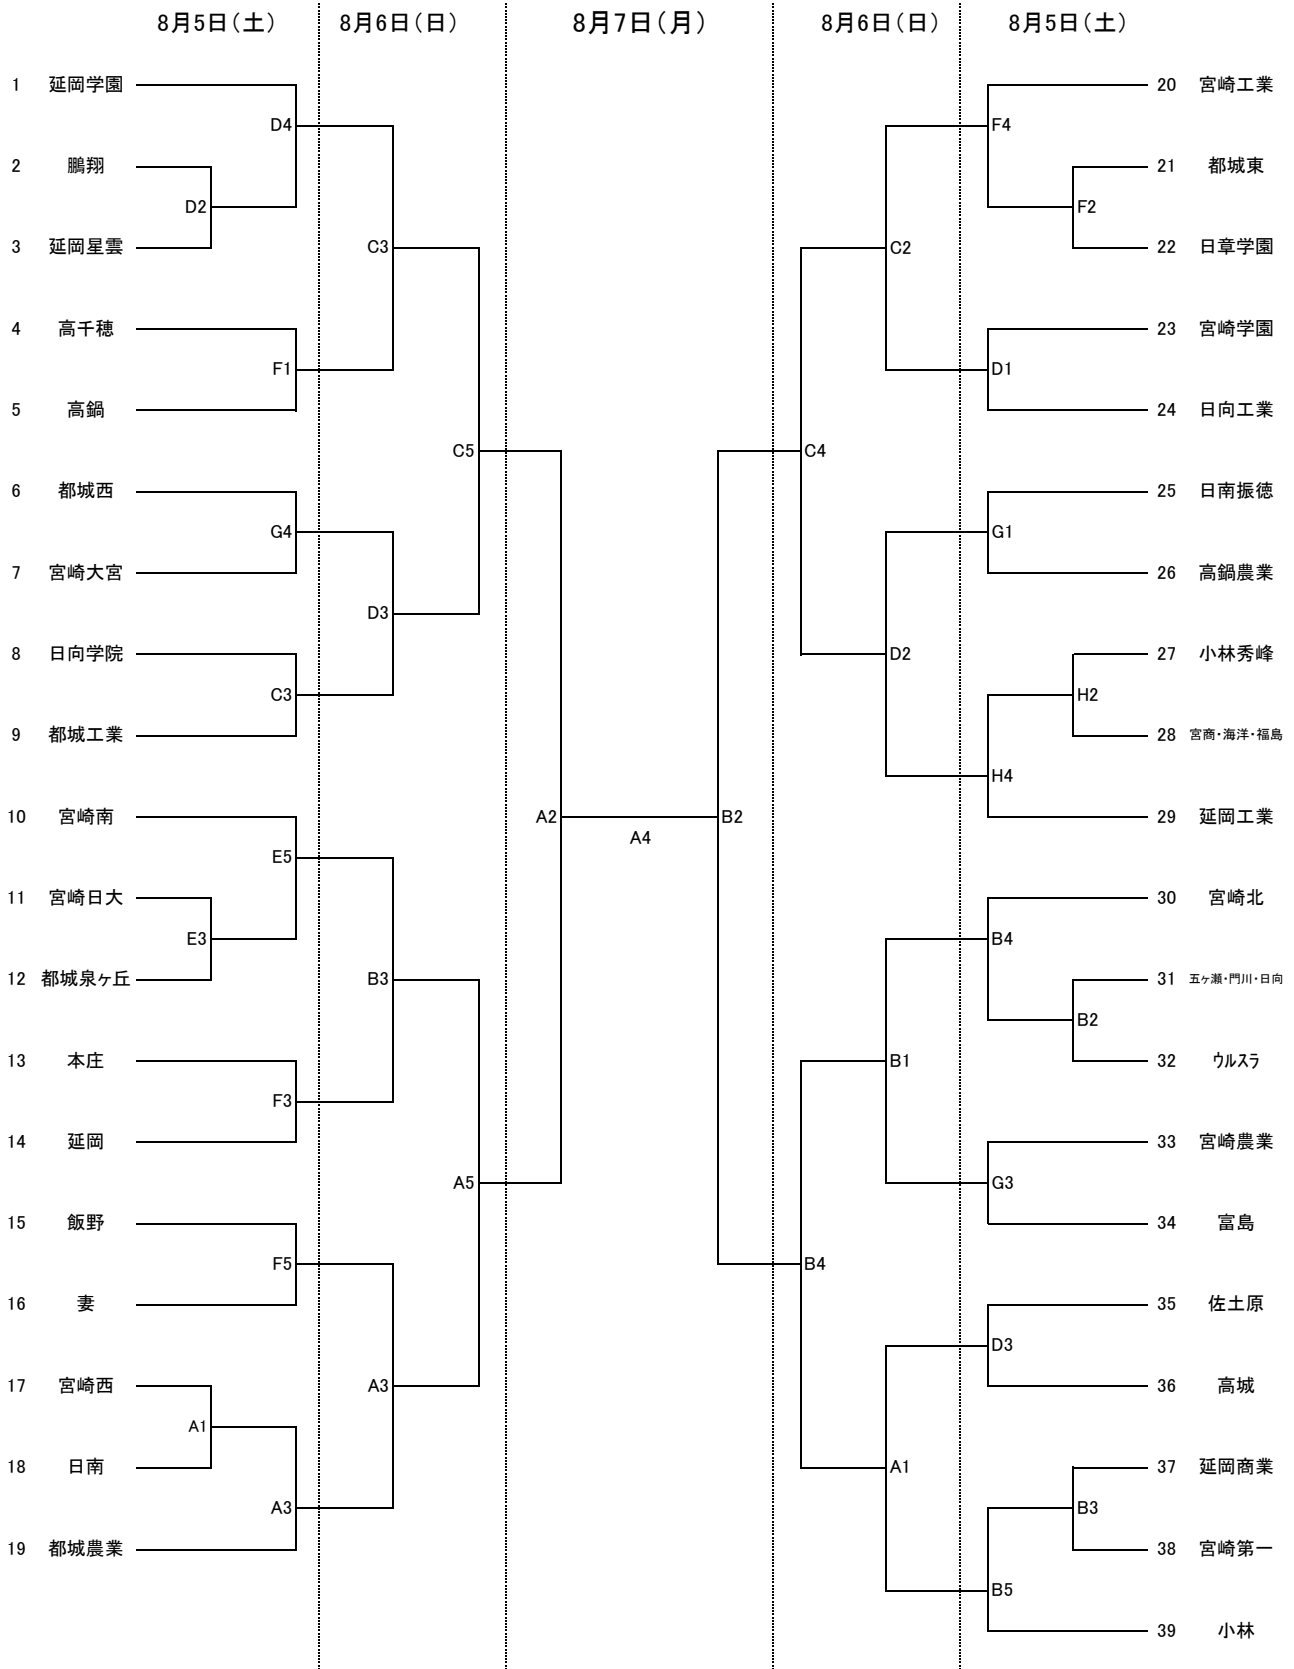 8月5日(土) 8月6日(日) 8月7日(月) 8月6日(日) 8月5日(土)
1 延岡学園 20 宮崎工業
D4 F4
2 鵬翔 21 都城東
D2 F2
3 延岡星雲 C3 C2 22 日章学園
4 高千穂 23 宮崎学園
F1 D1
5 高鍋 24 日向工業
C5 C4
6 都城西 25 日南振徳
G4 G1
7 宮崎大宮 26 高鍋農業
D3
8 日向学院 D2 27 小林秀峰
C3 H2
9 都城工業 28 宮商・海洋・福島
H4
10 宮崎南 A2 B2 29 延岡工業
A4
E5
11 宮崎日大 30 宮崎北
E3 B4
12 都城泉ヶ丘 B3 31 五ヶ瀬・門川・日向
B2
13 本庄 B1 32 ウルスラ
F3
14 延岡 33 宮崎農業
A5 G3
15 飯野 34 富島
F5 B4
16 妻 35 佐土原
D3
17 宮崎西 A3 36 高城
A1
18 日南 A1 37 延岡商業
A3 B3
19 都城農業 38 宮崎第一
B5
39 小林